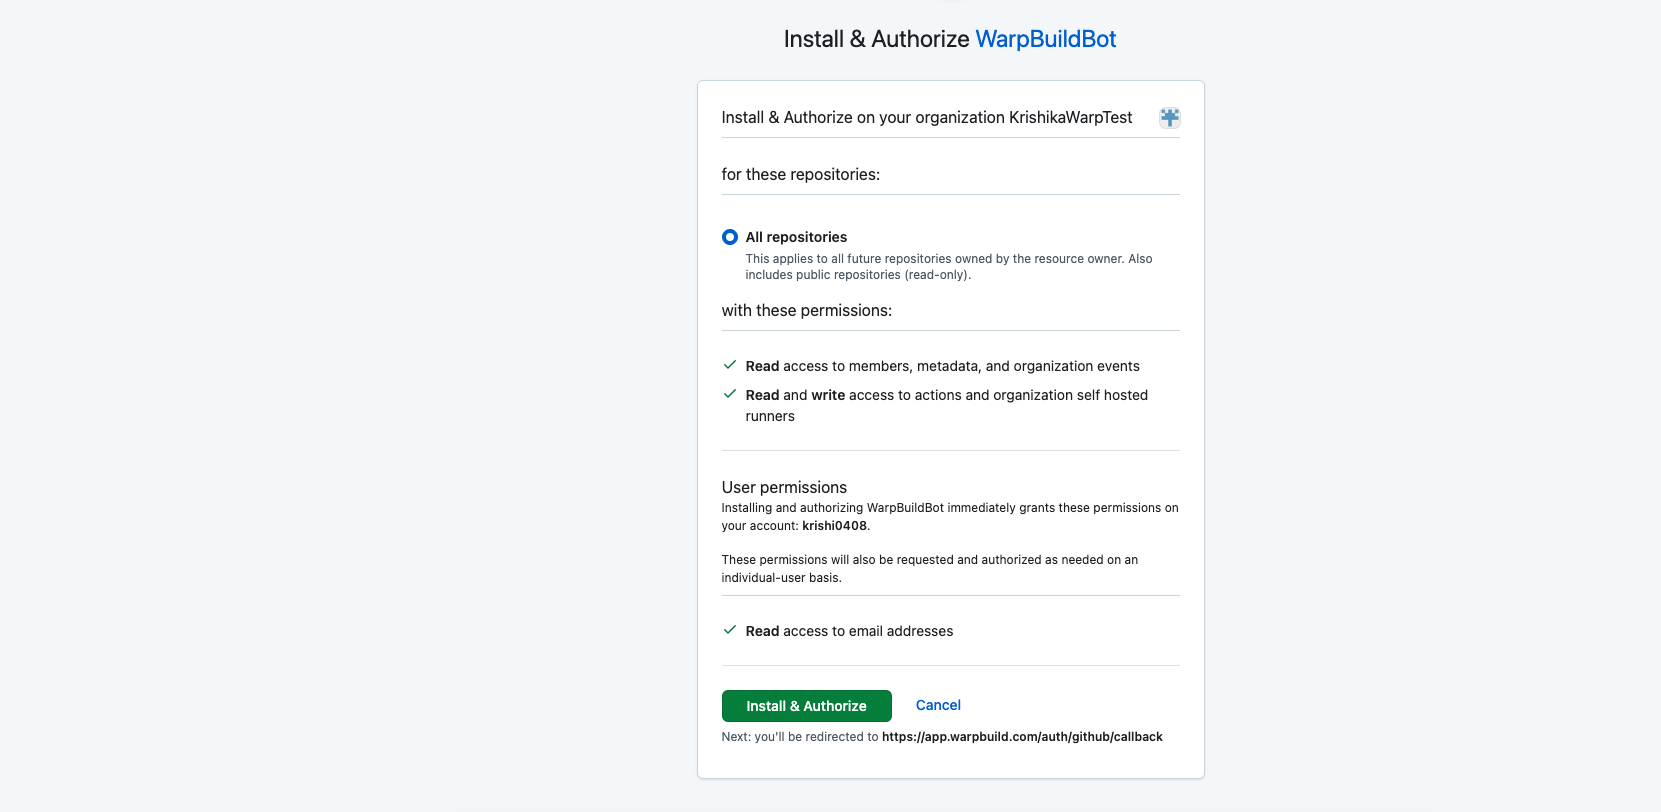 Install & Authorize WarpBuildBot
Install & Authorize on your organization KrishikaWarpTest
for these repositories:
All repositories
This applies to all future repositories owned by the resource owner. Also
includes public repositories (read-only).
with these permissions:
Read access to members, metadata, and organization events
Read and write access to actions and organization self hosted
runners
User permissions
Installing and authorizing WarpBuildBot immediately grants these permissions on
your account: krishi0408.
These permissions will also be requested and authorized as needed on an
individual-user basis.
Read access to email addresses
Install & Authorize
Cancel
Next: you'll be redirected to https://app.warpbuild.com/auth/github/callback